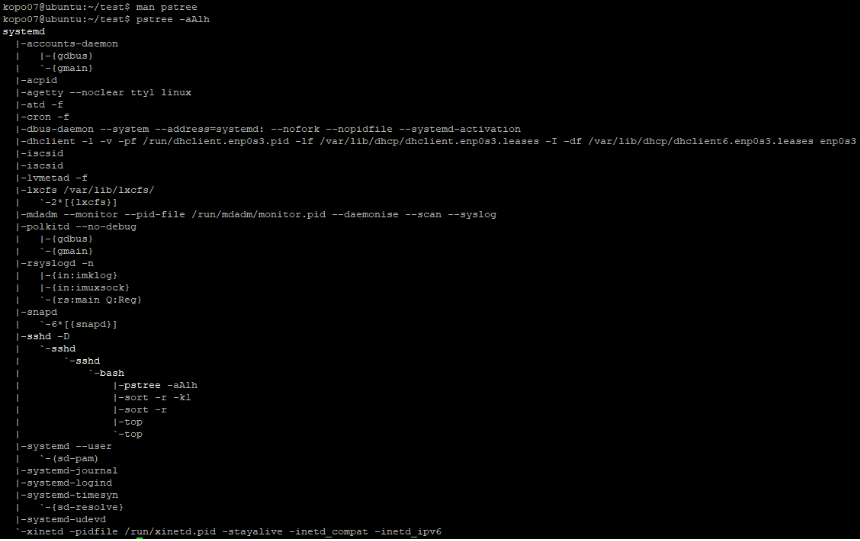 kopo07@ubuntu:~/test$ man pstree
kopo07@ubuntu:~/test$ pstree -aAlh
systemd
  |-accounts-daemon
  |   |-{gdbus}
  |   `-{gmain}
  |-acpid
  |-agetty --noclear tty1 linux
  |-atd -f
  |-cron -f
  |-dbus-daemon --system --address=systemd: --nofork --nopidfile --systemd-activation
  |-dhclient -1 -v -pf /run/dhclient.enp0s3.pid -lf /var/lib/dhcp/dhclient.enp0s3.leases -I -df /var/lib/dhcp/dhclient6.enp0s3.leases enp0s3
  |-iscsid
  |-iscsid
  |-lvmetad -f
  |-lxcfs /var/lib/lxcfs/
  |   `-2*[{lxcfs}]
  |-mdadm --monitor --pid-file /run/mdadm/monitor.pid --daemonise --scan --syslog
  |-polkitd --no-debug
  |   |-{gdbus}
  |   `-{gmain}
  |-rsyslogd -n
  |   |-{in:imklog}
  |   |-{in:imuxsock}
  |   `-{rs:main Q:Reg}
  |-snapd
  |   `-6*[{snapd}]
  |-sshd -D
  |   `-sshd
  |       `-sshd
  |           `-bash
  |               |-pstree -aAlh
  |               |-sort -r -k1
  |               |-sort -r
  |               |-top
  |               `-top
  |-systemd --user
  |   `-(sd-pam)
  |-systemd-journal
  |-systemd-logind
  |-systemd-timesyn
  |   `-{sd-resolve}
  |-systemd-udevd
  `-xinetd -pidfile /run/xinetd.pid -stayalive -inetd_compat -inetd_ipv6